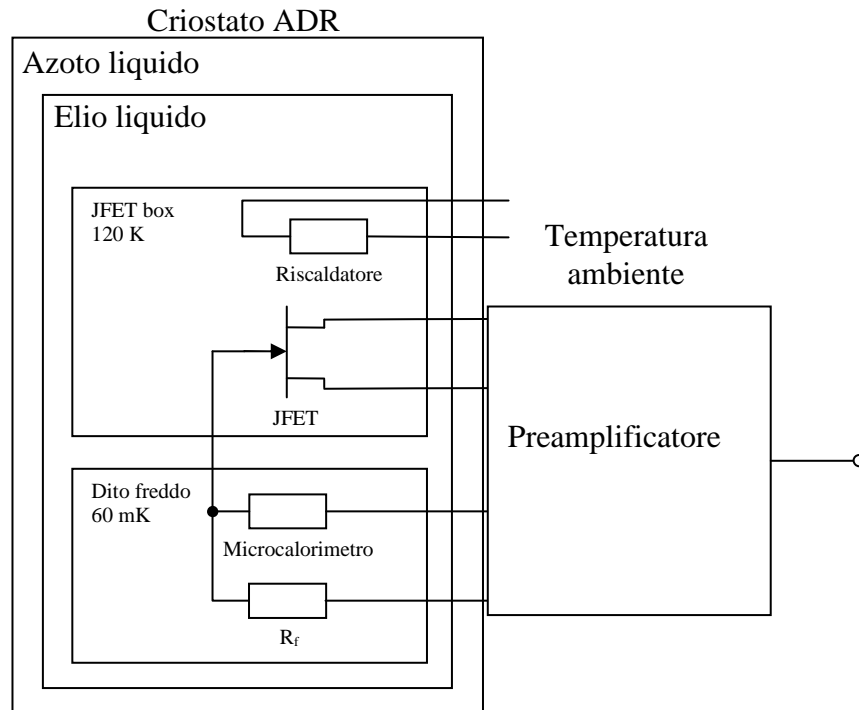 Criostato ADR
Azoto liquido
Elio liquido
JFET box
120 K
Riscaldatore
Temperatura
ambiente
JFET
Preamplificatore
Dito freddo
60 mK
Microcalorimetro
Rf